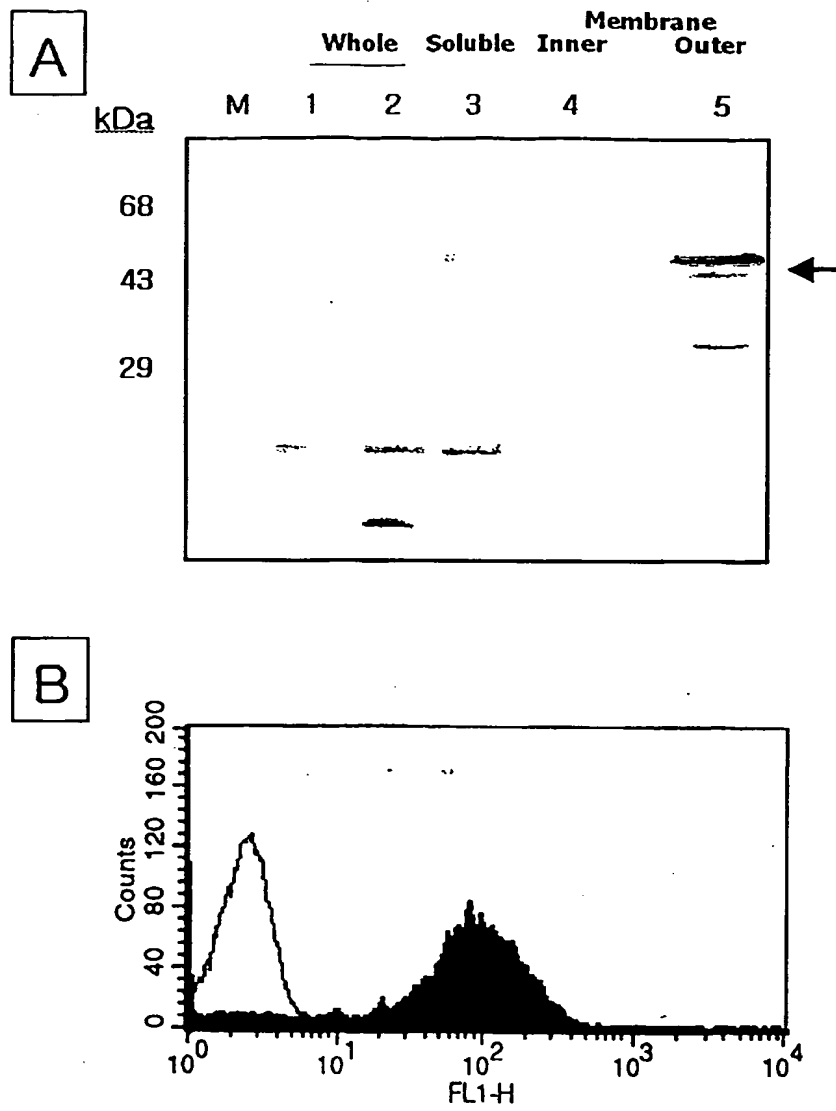 A
Membrane
Whole Soluble Inner Outer
kDa M 1 2 3 4 5
68
43
29
B
200
160
120
80
40
0
Counts
10^0 10^1 10^2 10^3 10^4
FL1-H